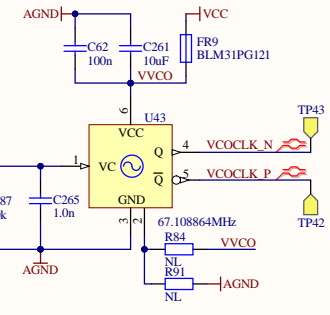 AGND
VCC
C62
100n
C261
10uF
FR9
BLM31PG121
VVCO
6
U43
VCC
TP43
Q
4
VCOCLK_N
1
VC
Q
5
VCOCLK_P
87
k
C265
1.0n
GND
3
2
67.108864MHz
TP42
R84
VVCO
NL
AGND
R91
AGND
NL